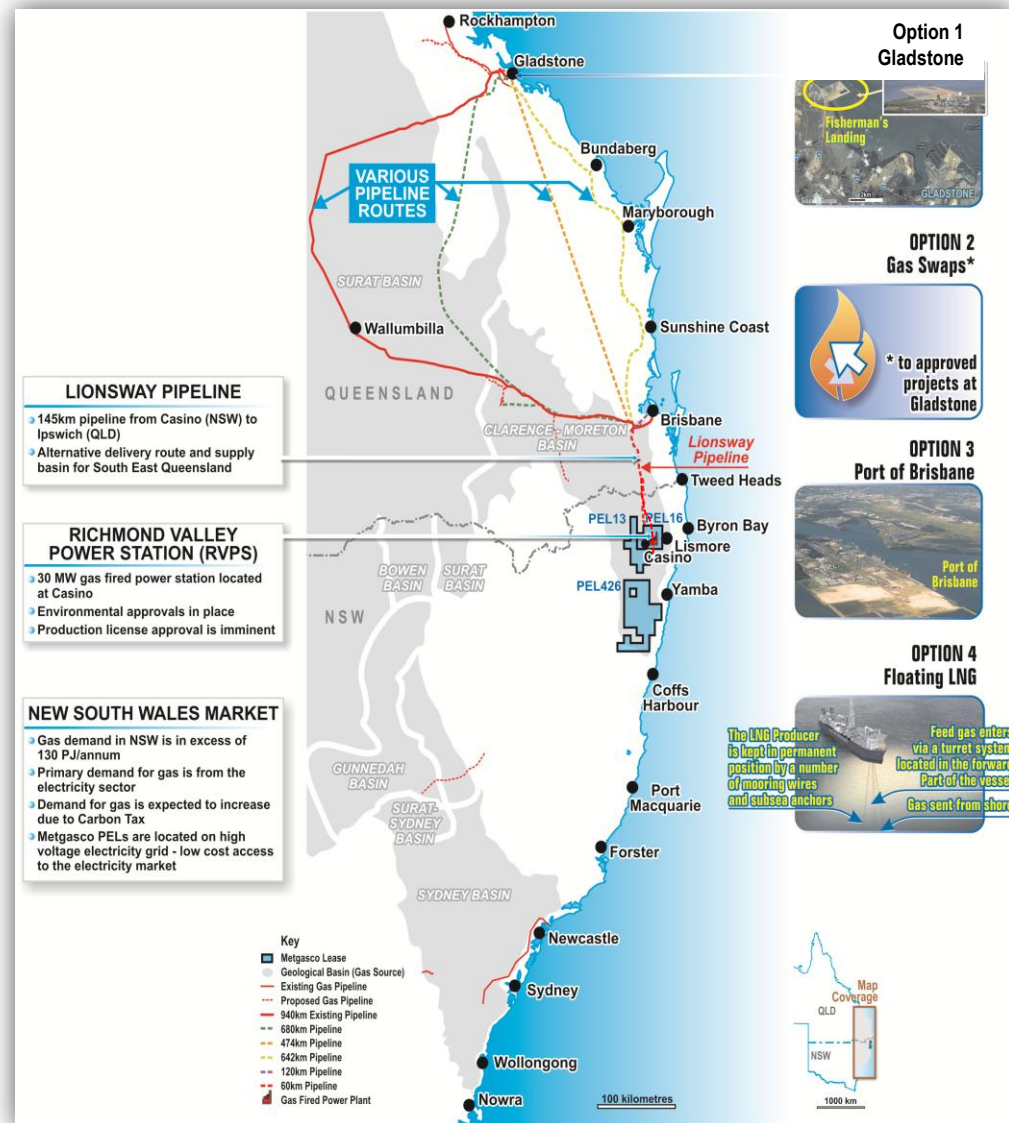 Rockhampton
Gladstone
Option 1
Gladstone
Fisherman's
Landing
GLADSTONE
2km
Bundaberg
VARIOUS
PIPELINE
ROUTES
Maryborough
OPTION 2
Gas Swaps*
* to approved
projects at
Gladstone
SURAT BASIN
Wallumbilla
Sunshine Coast
LIONSWAY PIPELINE
145km pipeline from Casino (NSW) to
Ipswich (QLD)
Alternative delivery route and supply
basin for South East Queensland
QUEENSLAND
CLARENCE - MORETON
BASIN
Brisbane
Lionsway
Pipeline
Tweed Heads
OPTION 3
Port of Brisbane
Port of
Brisbane
RICHMOND VALLEY
POWER STATION (RVPS)
30 MW gas fired power station located
at Casino
Environmental approvals in place
Production license approval is imminent
PEL13
PEL16
Byron Bay
Lismore
Casino
BOWEN
BASIN
SURAT
BASIN
PEL426
Yamba
NSW
OPTION 4
Floating LNG
The LNG Producer
is kept in permanent
position by a number
of mooring wires
and subsea anchors
Feed gas enters
via a turret system
located in the forward
Part of the vesse
Gas sent from shore
Coffs
Harbour
NEW SOUTH WALES MARKET
Gas demand in NSW is in excess of
130 PJ/annum
Primary demand for gas is from the
electricity sector
Demand for gas is expected to increase
due to Carbon Tax
Metgasco PELs are located on high
voltage electricity grid - low cost access
to the electricity market
GUNNEDAH
BASIN
SURAT-
SYDNEY
BASIN
Port
Macquarie
Forster
SYDNEY BASIN
Newcastle
Sydney
Wollongong
Nowra
Key
Metgasco Lease
Geological Basin (Gas Source)
Existing Gas Pipeline
Proposed Gas Pipeline
940km Existing Pipeline
680km Pipeline
474km Pipeline
642km Pipeline
120km Pipeline
60km Pipeline
Gas Fired Power Plant
100 kilometres
Map
Coverage
QLD
NSW
1000 km